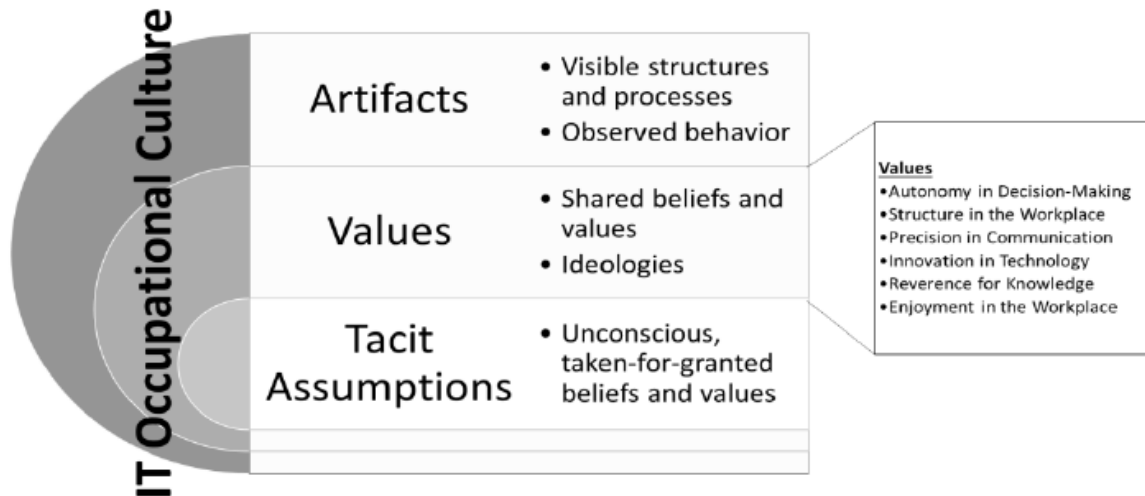 IT Occupational Culture
Artifacts
• Visible structures
and processes
• Observed behavior
Values
• Shared beliefs and
values
• Ideologies
Tacit
Assumptions
• Unconscious,
taken-for-granted
beliefs and values
Values
•Autonomy in Decision-Making
•Structure in the Workplace
•Precision in Communication
•Innovation in Technology
•Reverence for Knowledge
•Enjoyment in the Workplace